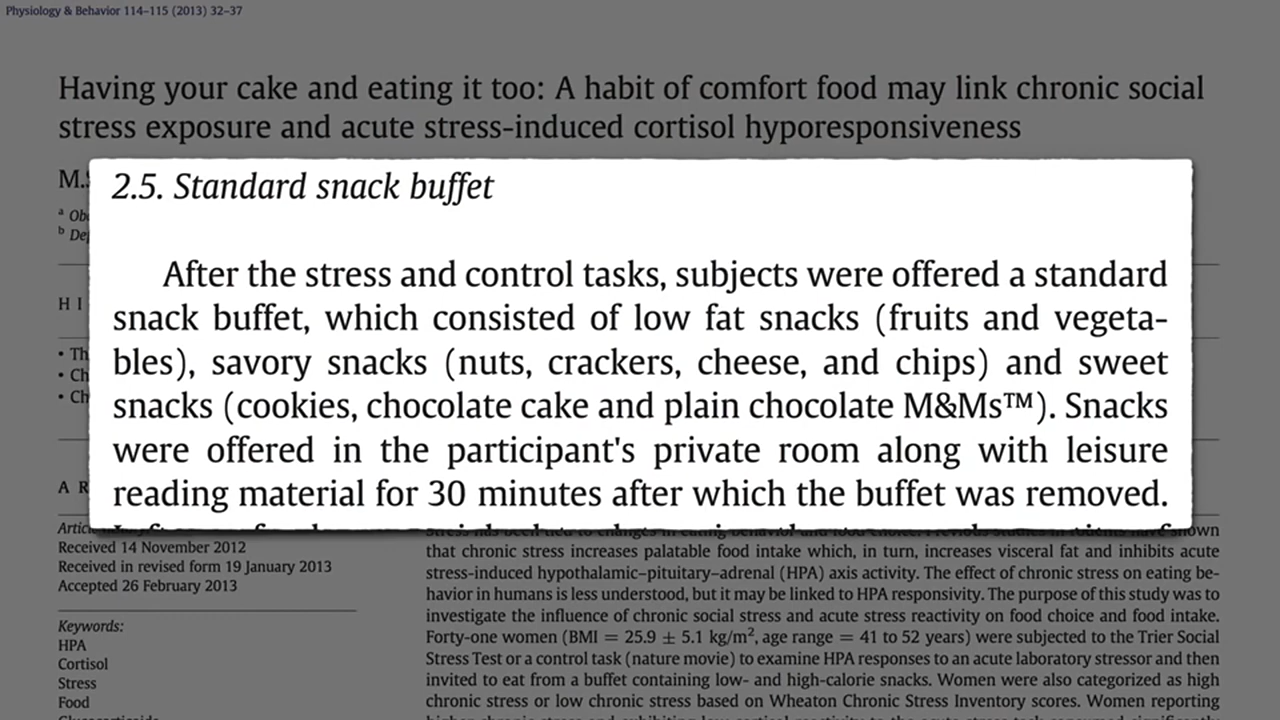 Physiology & Behavior 114–115 (2013) 32–37
Having your cake and eating it too: A habit of comfort food may link chronic social
stress exposure and acute stress-induced cortisol hyporesponsiveness
2.5. Standard snack buffet
After the stress and control tasks, subjects were offered a standard
snack buffet, which consisted of low fat snacks (fruits and vegeta-
bles), savory snacks (nuts, crackers, cheese, and chips) and sweet
snacks (cookies, chocolate cake and plain chocolate M&Ms™). Snacks
were offered in the participant's private room along with leisure
reading material for 30 minutes after which the buffet was removed.
Received 14 November 2012
Received in revised form 19 January 2013
Accepted 26 February 2013
Keywords:
HPA
Cortisol
Stress
Food
that chronic stress increases palatable food intake which, in turn, increases visceral fat and inhibits acute
stress-induced hypothalamic–pituitary–adrenal (HPA) axis activity. The effect of chronic stress on eating be-
havior in humans is less understood, but it may be linked to HPA responsivity. The purpose of this study was to
investigate the influence of chronic social stress and acute stress reactivity on food choice and food intake.
Forty-one women (BMI = 25.9 ± 5.1 kg/m², age range = 41 to 52 years) were subjected to the Trier Social
Stress Test or a control task (nature movie) to examine HPA responses to an acute laboratory stressor and then
invited to eat from a buffet containing low- and high-calorie snacks. Women were also categorized as high
chronic stress or low chronic stress based on Wheaton Chronic Stress Inventory scores. Women reporting